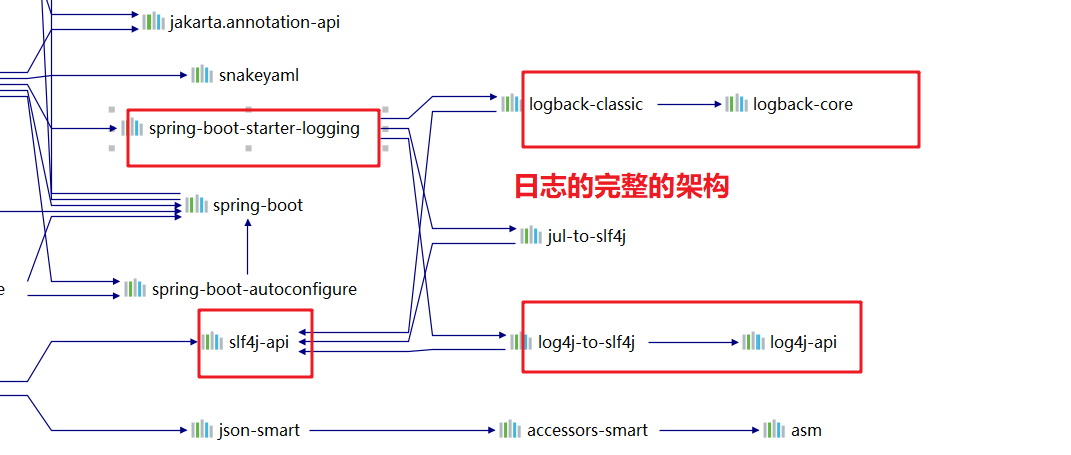 jakarta.annotation-api
snakeyaml
logback-classic
logback-core
spring-boot-starter-logging
日志的完整的架构
spring-boot
jul-to-slf4j
e
spring-boot-autoconfigure
slf4j-api
log4j-to-slf4j
log4j-api
json-smart
accessors-smart
asm